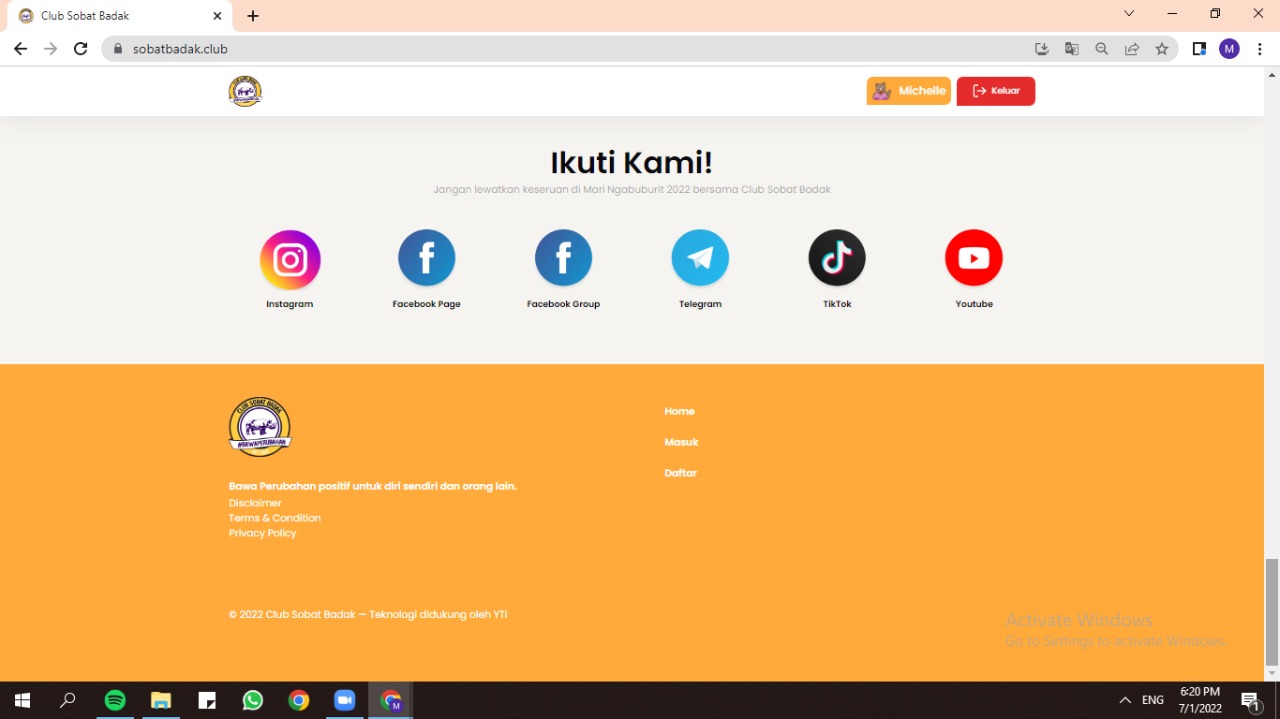 Club Sobat Badak
sobatbadak.club
M
Michelle
Keluar
Ikuti Kami!
Jangan lewatkan keseruan di Mari Ngabuburit 2022 bersama Club Sobat Badak
Instagram
Facebook Page
Facebook Group
Telegram
TikTok
Youtube
CLUB SOBAT BADAK
#BAWAPERUBAHAN
Bawa Perubahan positif untuk diri sendiri dan orang lain.
Disclaimer
Terms & Condition
Privacy Policy
Home
Masuk
Daftar
© 2022 Club Sobat Badak — Teknologi didukung oleh YTI
Activate Windows
Go to Settings to activate Windows.
M
ENG
6:20 PM
7/1/2022
1